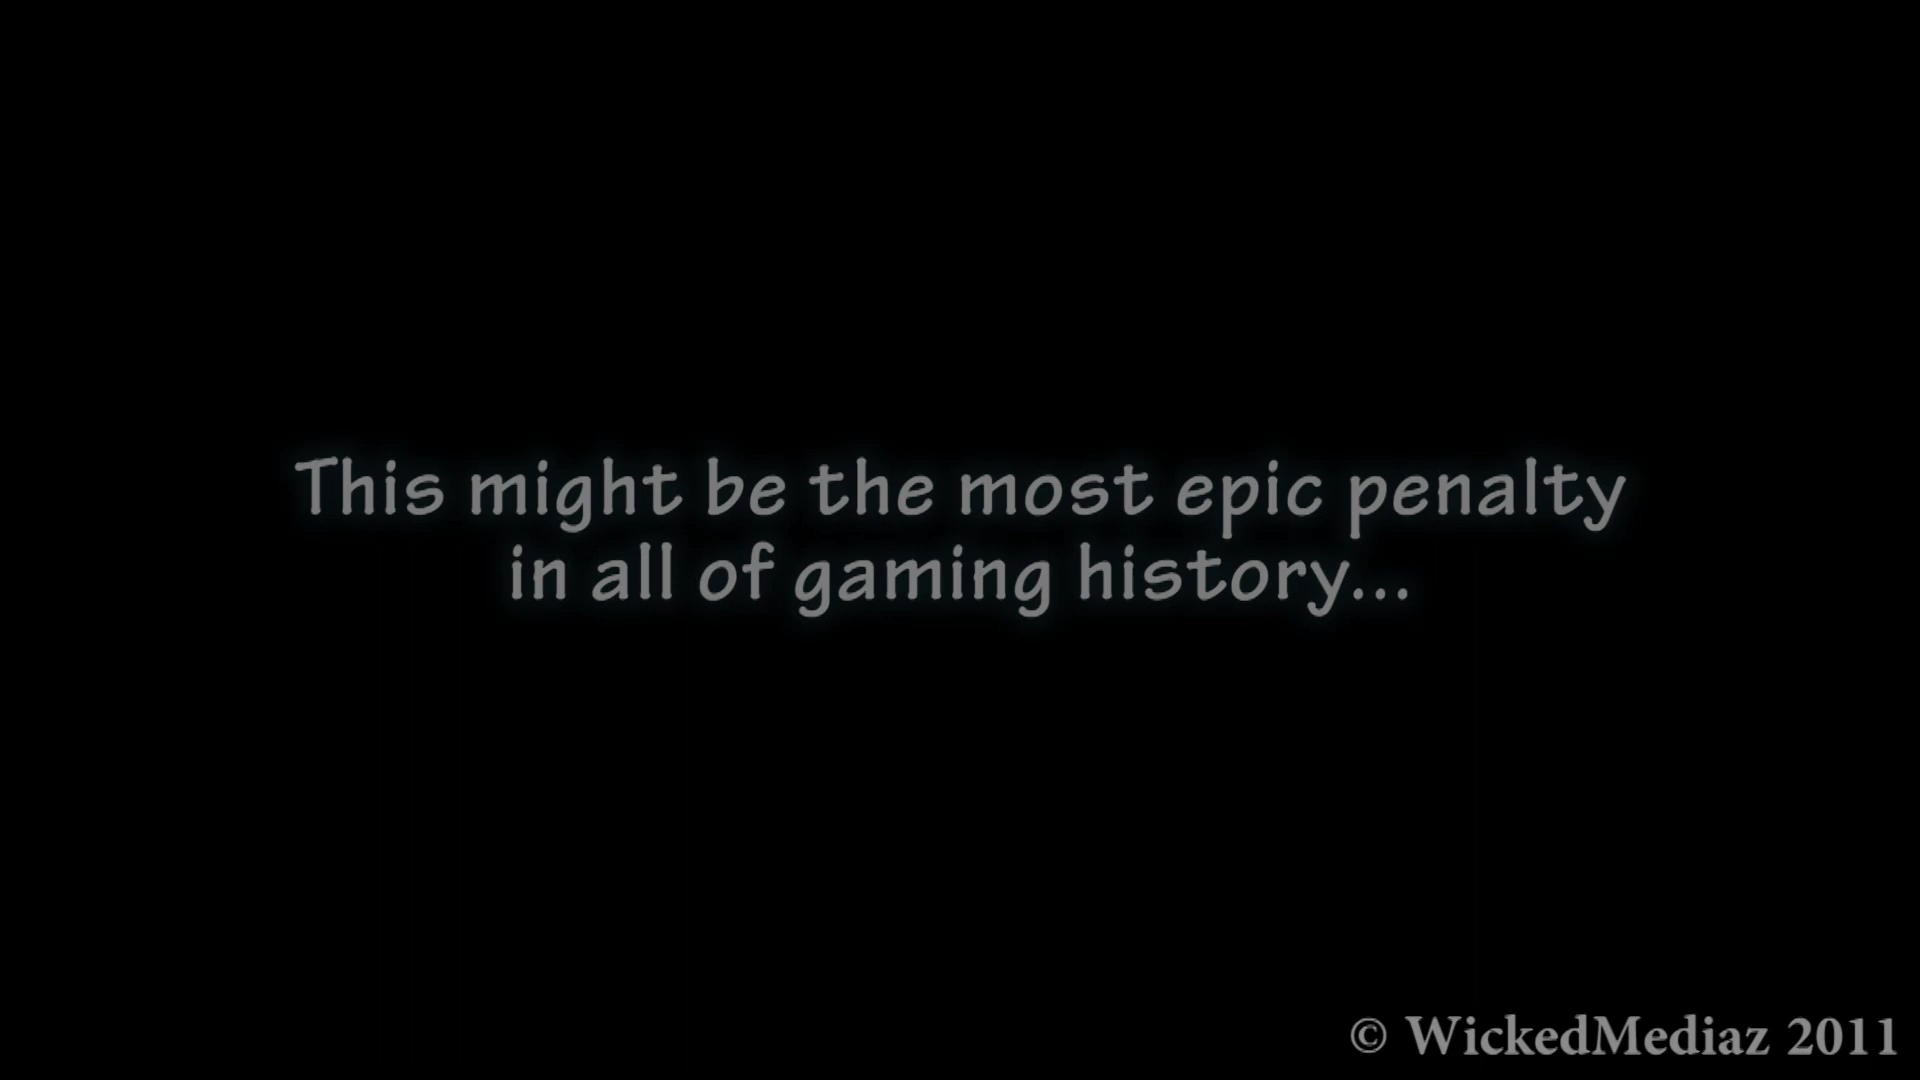 This might be the most epic penalty
in all of gaming history...
© WickedMediaz 2011